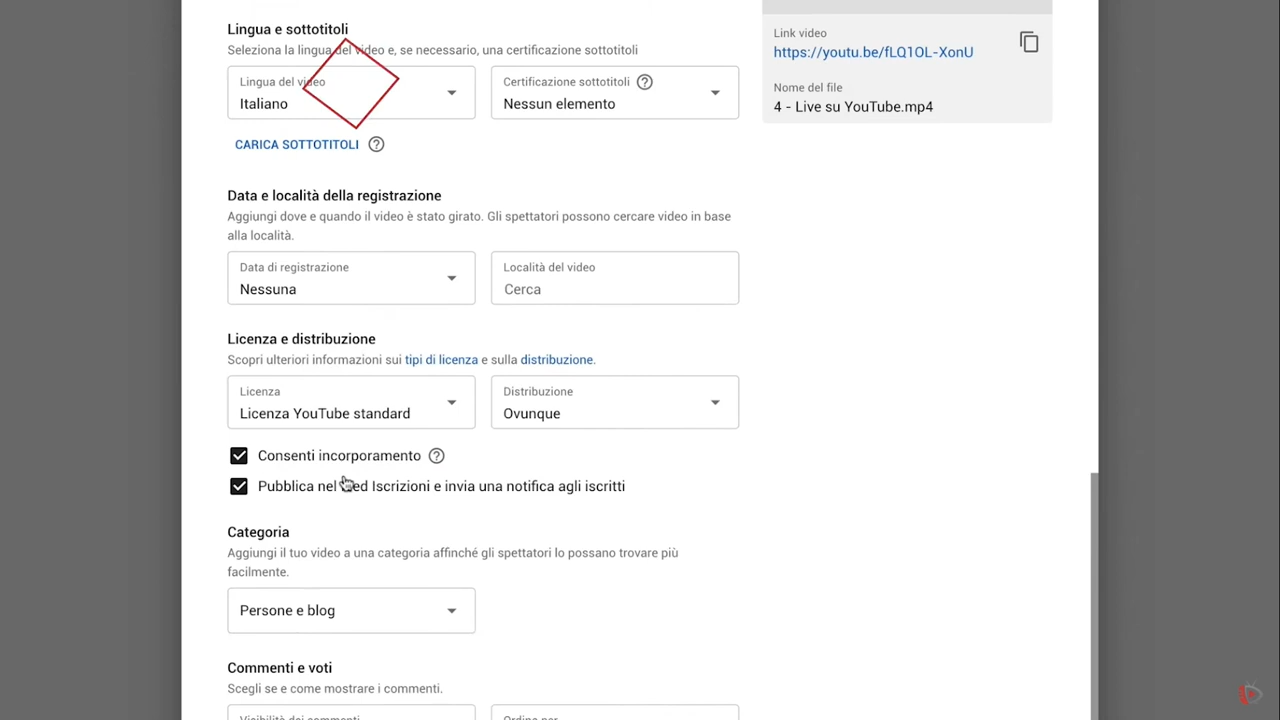 Lingua e sottotitoli
Seleziona la lingua del video e, se necessario, una certificazione sottotitoli
Lingua del video
Italiano
Certificazione sottotitoli
Nessun elemento
CARICA SOTTOTITOLI
Link video
https://youtu.be/fLQ1OL-XonU
Nome del file
4 - Live su YouTube.mp4
Data e località della registrazione
Aggiungi dove e quando il video è stato girato. Gli spettatori possono cercare video in base
alla località.
Data di registrazione
Nessuna
Località del video
Cerca
Licenza e distribuzione
Scopri ulteriori informazioni sui tipi di licenza e sulla distribuzione.
Licenza
Licenza YouTube standard
Distribuzione
Ovunque
Consenti incorporamento
Pubblica nel feed Iscrizioni e invia una notifica agli iscritti
Categoria
Aggiungi il tuo video a una categoria affinché gli spettatori lo possano trovare più
facilmente.
Persone e blog
Commenti e voti
Scegli se e come mostrare i commenti.
Visibilità dei commenti
Ordina per